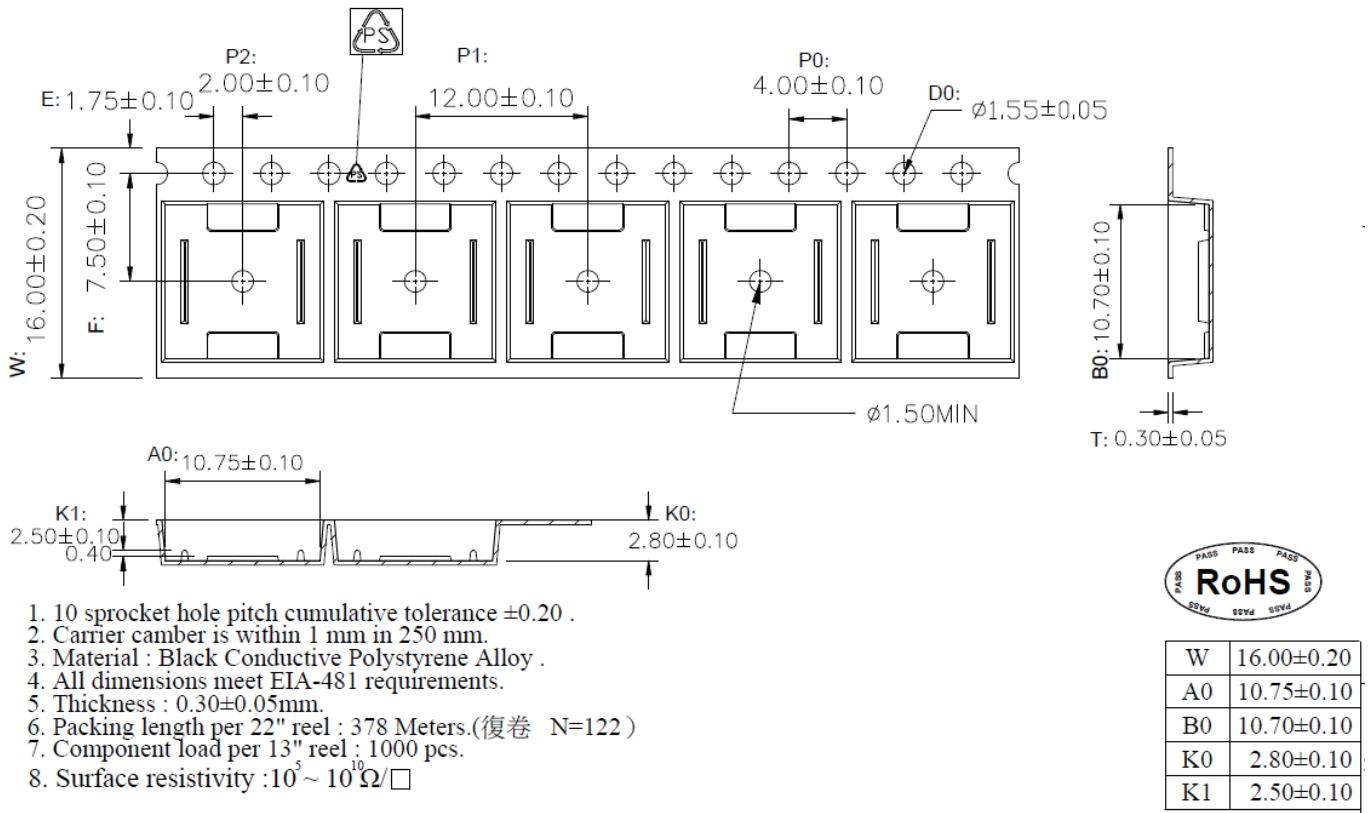 PS
P2:
2.00±0.10
P1:
12.00±0.10
P0:
4.00±0.10
E: 1.75±0.10
D0:
Ø1.55±0.05
PS
W: 16.00±0.20
F: 7.50±0.10
B0: 10.70±0.10
Ø1.50MIN
T: 0.30±0.05
A0: 10.75±0.10
K1:
2.50±0.10
0.40
K0:
2.80±0.10
PASS PASS PASS
PASS RoHS PASS
PASS PASS PASS
1. 10 sprocket hole pitch cumulative tolerance ±0.20 .
2. Carrier camber is within 1 mm in 250 mm.
3. Material : Black Conductive Polystyrene Alloy .
4. All dimensions meet EIA-481 requirements.
5. Thickness : 0.30±0.05mm.
6. Packing length per 22" reel : 378 Meters.(復卷 N=122 )
7. Component load per 13" reel : 1000 pcs.
8. Surface resistivity :10⁵ ~ 10¹⁰Ω/□
W 16.00±0.20
A0 10.75±0.10
B0 10.70±0.10
K0 2.80±0.10
K1 2.50±0.10